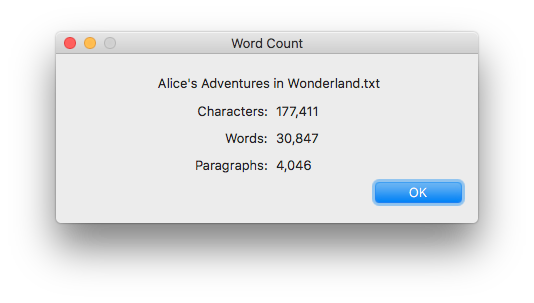 Word Count
Alice's Adventures in Wonderland.txt
Characters: 177,411
Words: 30,847
Paragraphs: 4,046
OK